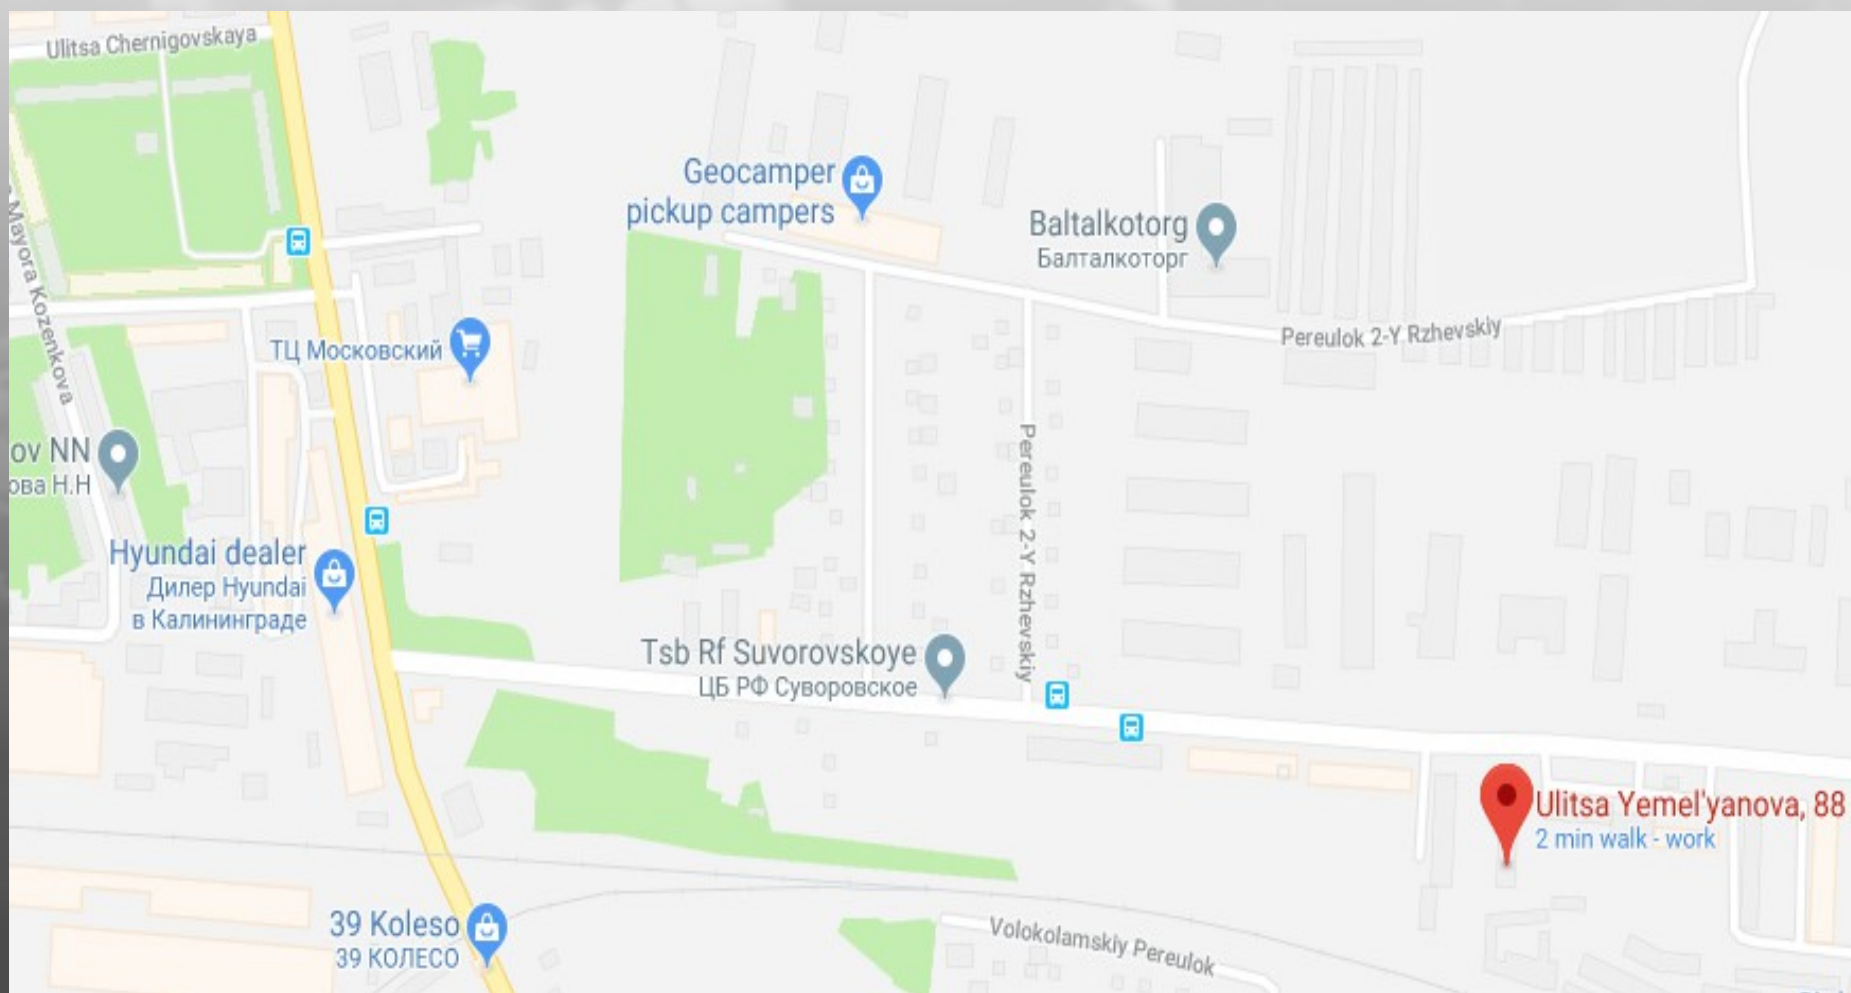 Ulitsa Chernigovskaya
Mayora Kozenkova
Geocamper
pickup campers
Baltalkotorg
Балталкоторг
Pereulok 2-Y Rzhevskiy
ТЦ Московский
Pereulok 2-Y Rzhevskiy
ov NN
ова Н.Н
Hyundai dealer
Дилер Hyundai
в Калининграде
Tsb Rf Suvorovskoye
ЦБ РФ Суворовское
Ulitsa Yemel'yanova, 88
2 min walk - work
39 Koleso
39 КОЛЕСО
Volokolamskiy Pereulok